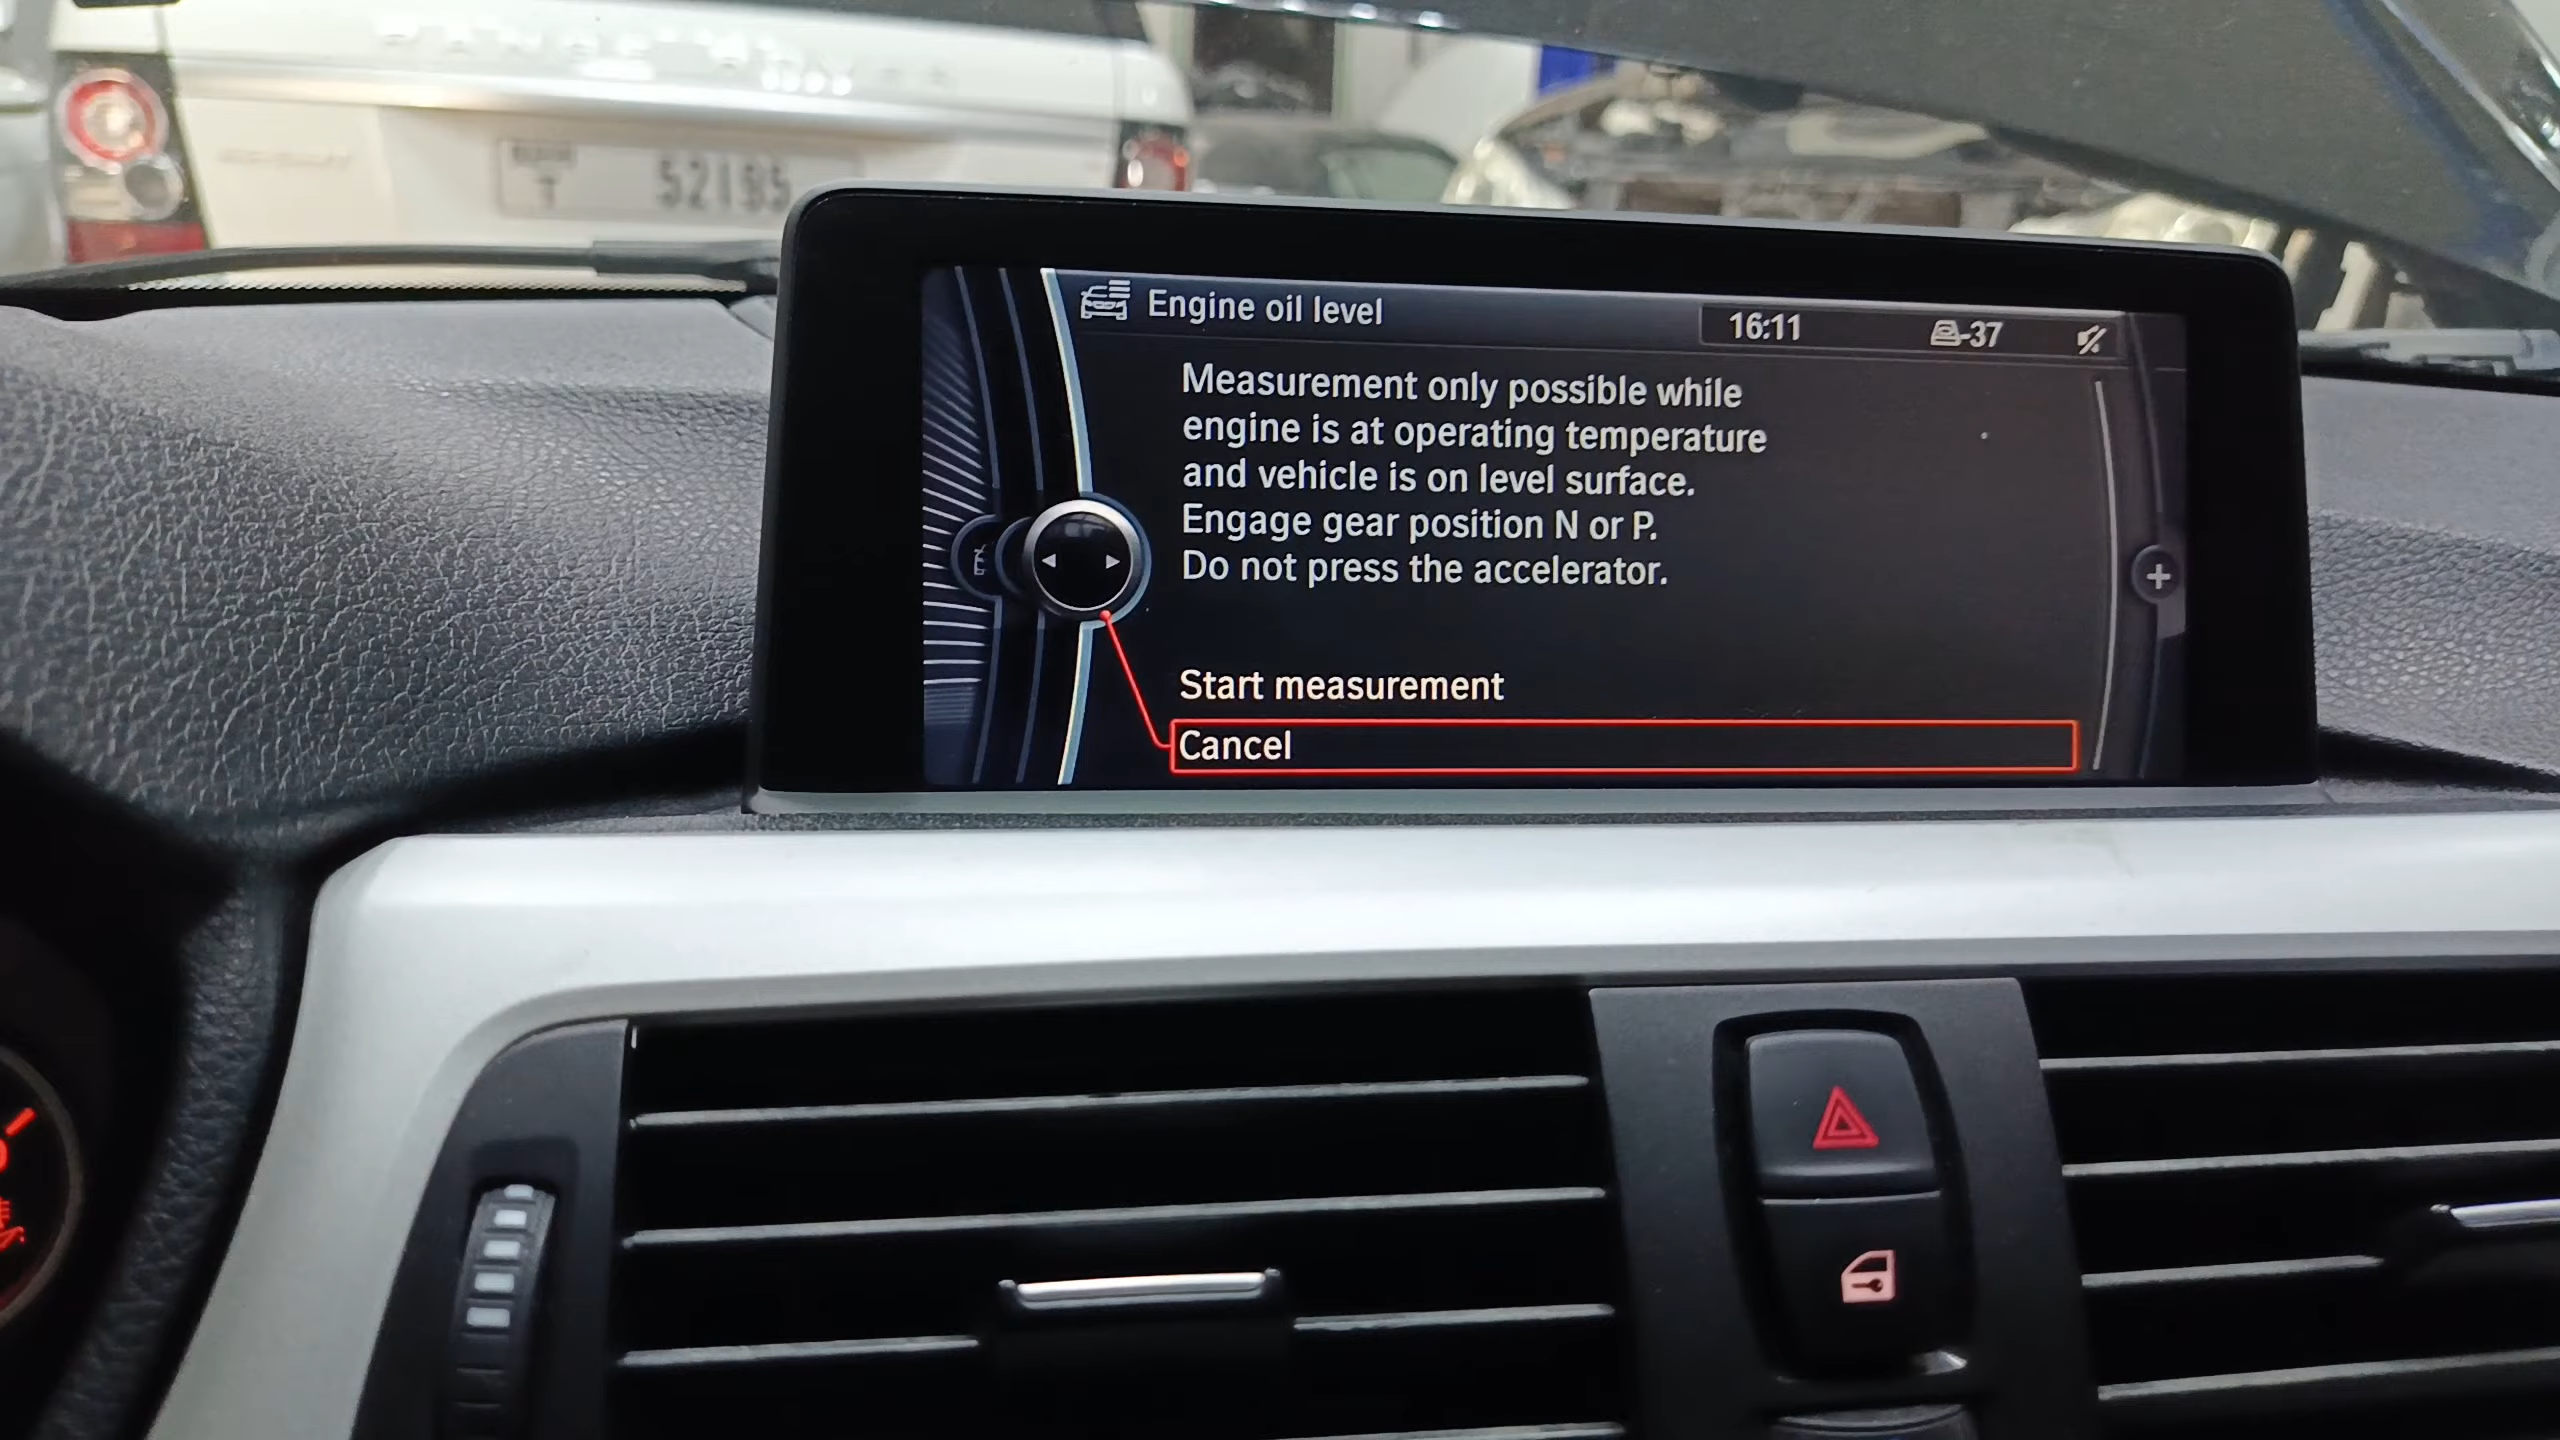 52195
Engine oil level
16:11
-37
Measurement only possible while
engine is at operating temperature
and vehicle is on level surface.
Engage gear position N or P.
Do not press the accelerator.
Start measurement
Cancel